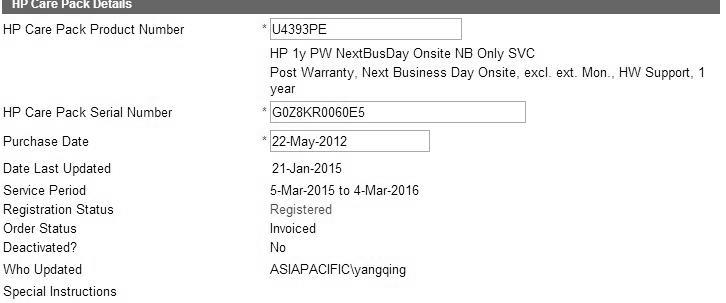 HP Care Pack Details
HP Care Pack Product Number * U4393PE
HP 1y PW NextBusDay Onsite NB Only SVC
Post Warranty, Next Business Day Onsite, excl. ext. Mon., HW Support, 1
year
HP Care Pack Serial Number * G0Z8KR0060E5
Purchase Date * 22-May-2012
Date Last Updated 21-Jan-2015
Service Period 5-Mar-2015 to 4-Mar-2016
Registration Status Registered
Order Status Invoiced
Deactivated? No
Who Updated ASIAPACIFIC\yangqing
Special Instructions